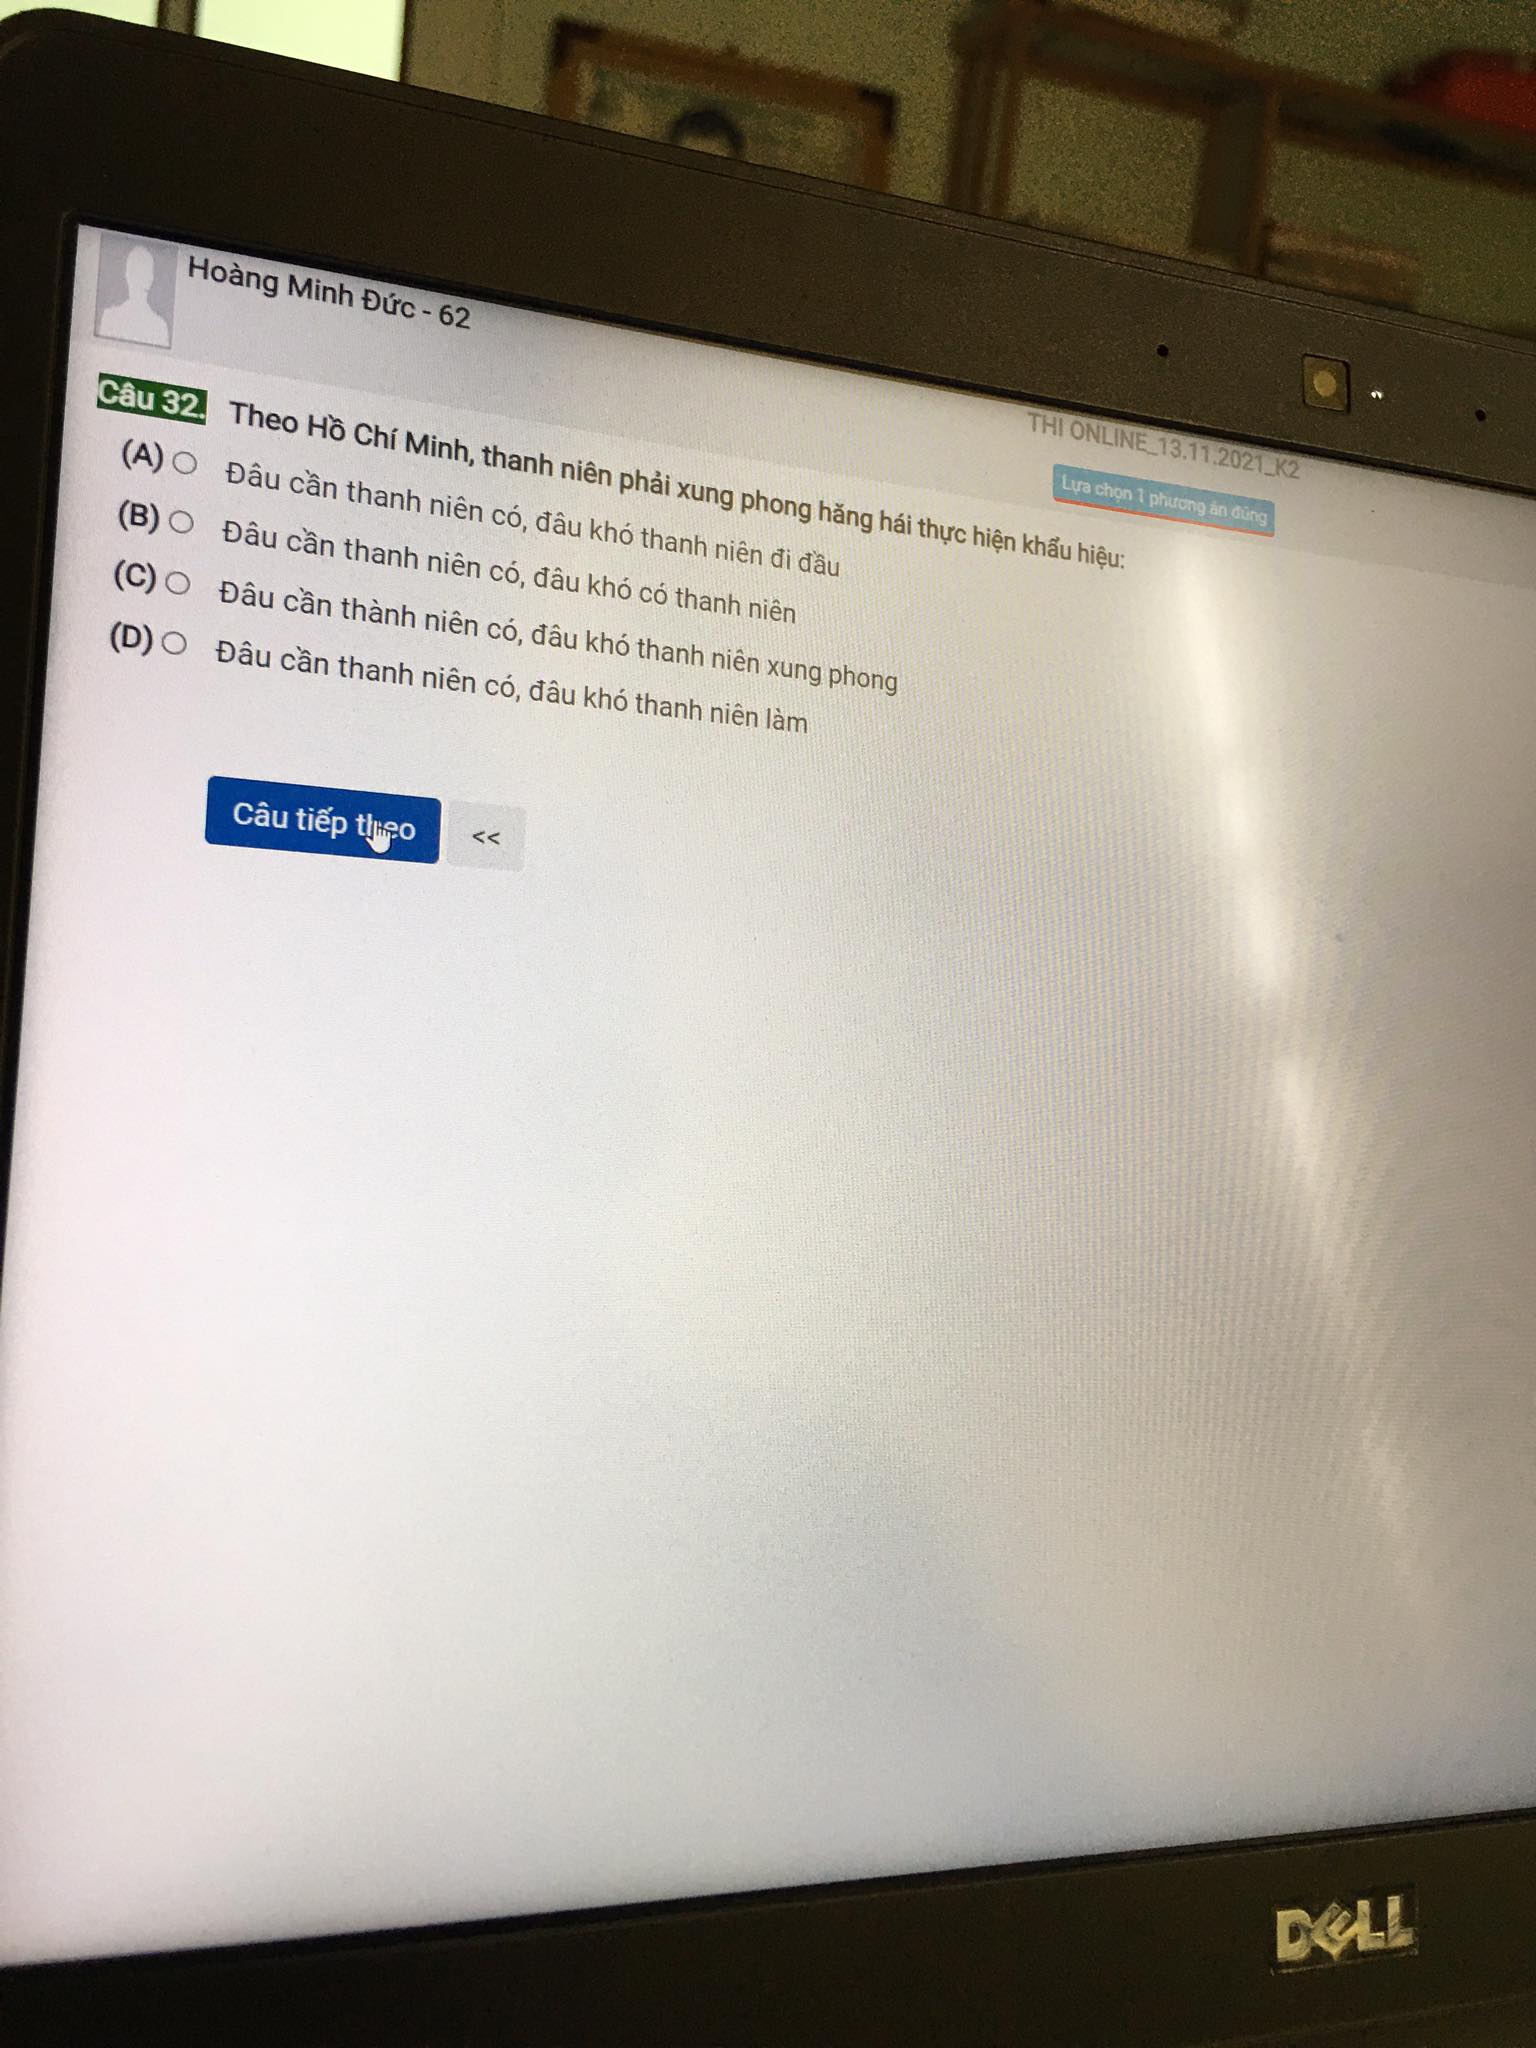 Hoàng Minh Đức - 62
THI ONLINE_13.11.2021_K2
Lựa chọn 1 phương án đúng
Câu 32. Theo Hồ Chí Minh, thanh niên phải xung phong hăng hái thực hiện khẩu hiệu:
(A) Đâu cần thanh niên có, đâu khó thanh niên đi đầu
(B) Đâu cần thanh niên có, đâu khó có thanh niên
(C) Đâu cần thành niên có, đâu khó thanh niên xung phong
(D) Đâu cần thanh niên có, đâu khó thanh niên làm
Câu tiếp theo <<
DELL